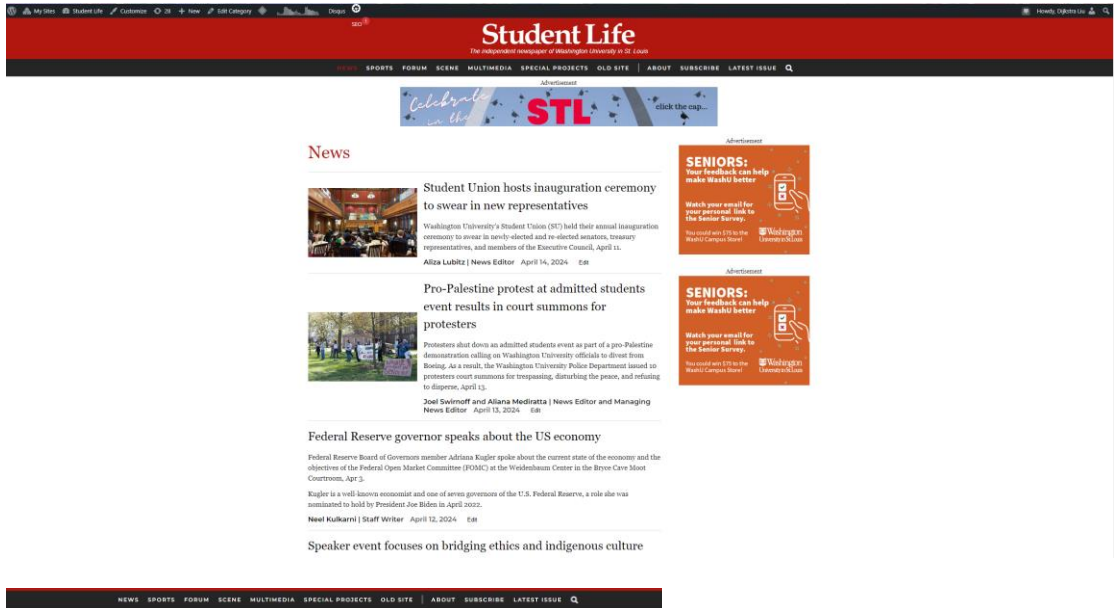 My Sites Student Life Customize 28 + New Edit Category Disqus Howdy, Dijkstra Liu
SEO
Student Life
The independent newspaper of Washington University in St. Louis
NEWS SPORTS FORUM SCENE MULTIMEDIA SPECIAL PROJECTS OLD SITE | ABOUT SUBSCRIBE LATEST ISSUE
Advertisement
Celebrate
in the
STL
click the cap...
News
Student Union hosts inauguration ceremony
to swear in new representatives
Washington University's Student Union (SU) held their annual inauguration
ceremony to swear in newly-elected and re-elected senators, treasury
representatives, and members of the Executive Council, April 11.
Aliza Lubitz | News Editor April 14, 2024 Edit
Pro-Palestine protest at admitted students
event results in court summons for
protesters
Protesters shut down an admitted students event as part of a pro-Palestine
demonstration calling on Washington University officials to divest from
Boeing. As a result, the Washington University Police Department issued 10
protesters court summons for trespassing, disturbing the peace, and refusing
to disperse, April 13.
Joel Swirnoff and Aliana Mediratta | News Editor and Managing
News Editor April 13, 2024 Edit
Federal Reserve governor speaks about the US economy
Federal Reserve Board of Governors member Adriana Kugler spoke about the current state of the economy and the
objectives of the Federal Open Market Committee (FOMC) at the Weidenbaum Center in the Bryce Cave Moot
Courtroom, Apr 3.
Kugler is a well-known economist and one of seven governors of the U.S. Federal Reserve, a role she was
nominated to hold by President Joe Biden in April 2022.
Neel Kulkarni | Staff Writer April 12, 2024 Edit
Speaker event focuses on bridging ethics and indigenous culture
Advertisement
SENIORS:
Your feedback can help
make WashU better
Watch your email for
your personal link to
the Senior Survey.
You could win $75 to the
WashU Campus Store!
Washington
University in St. Louis
Advertisement
SENIORS:
Your feedback can help
make WashU better
Watch your email for
your personal link to
the Senior Survey.
You could win $75 to the
WashU Campus Store!
Washington
University in St. Louis
NEWS SPORTS FORUM SCENE MULTIMEDIA SPECIAL PROJECTS OLD SITE | ABOUT SUBSCRIBE LATEST ISSUE